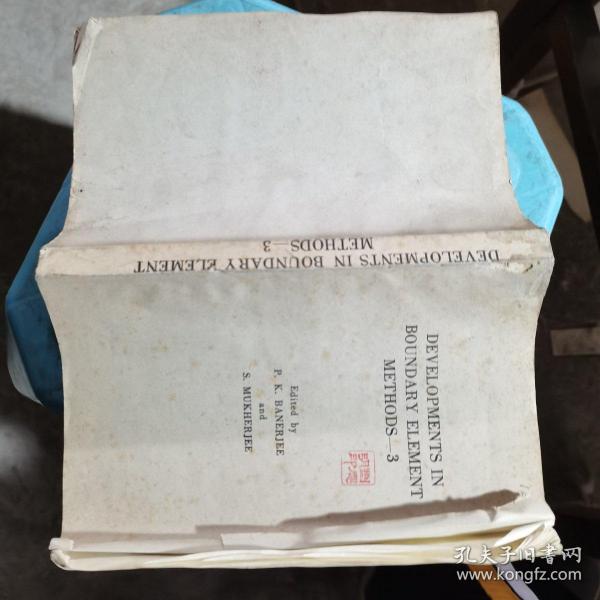 DEVELOPMENTS IN BOUNDARY ELEMENT
METHODS—3
DEVELOPMENTS IN
BOUNDARY ELEMENT
METHODS—3
Edited by
P. K. BANERJEE
and
S. MUKHERJEE
孔夫子旧书网
www.kongfz.com